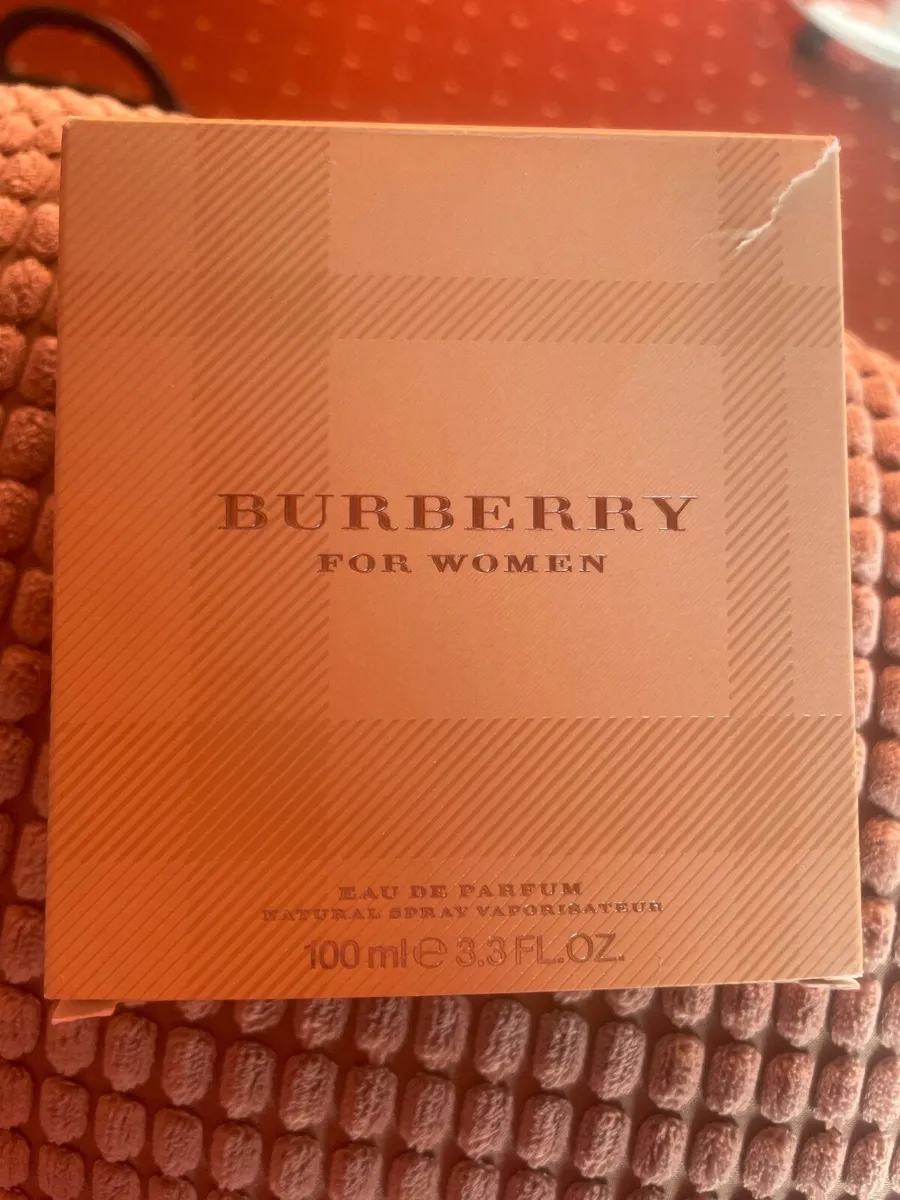 BURBERRY
FOR WOMEN
EAU DE PARFUM
NATURAL SPRAY VAPORISATEUR
100 ml ℮ 3.3 FL.OZ.